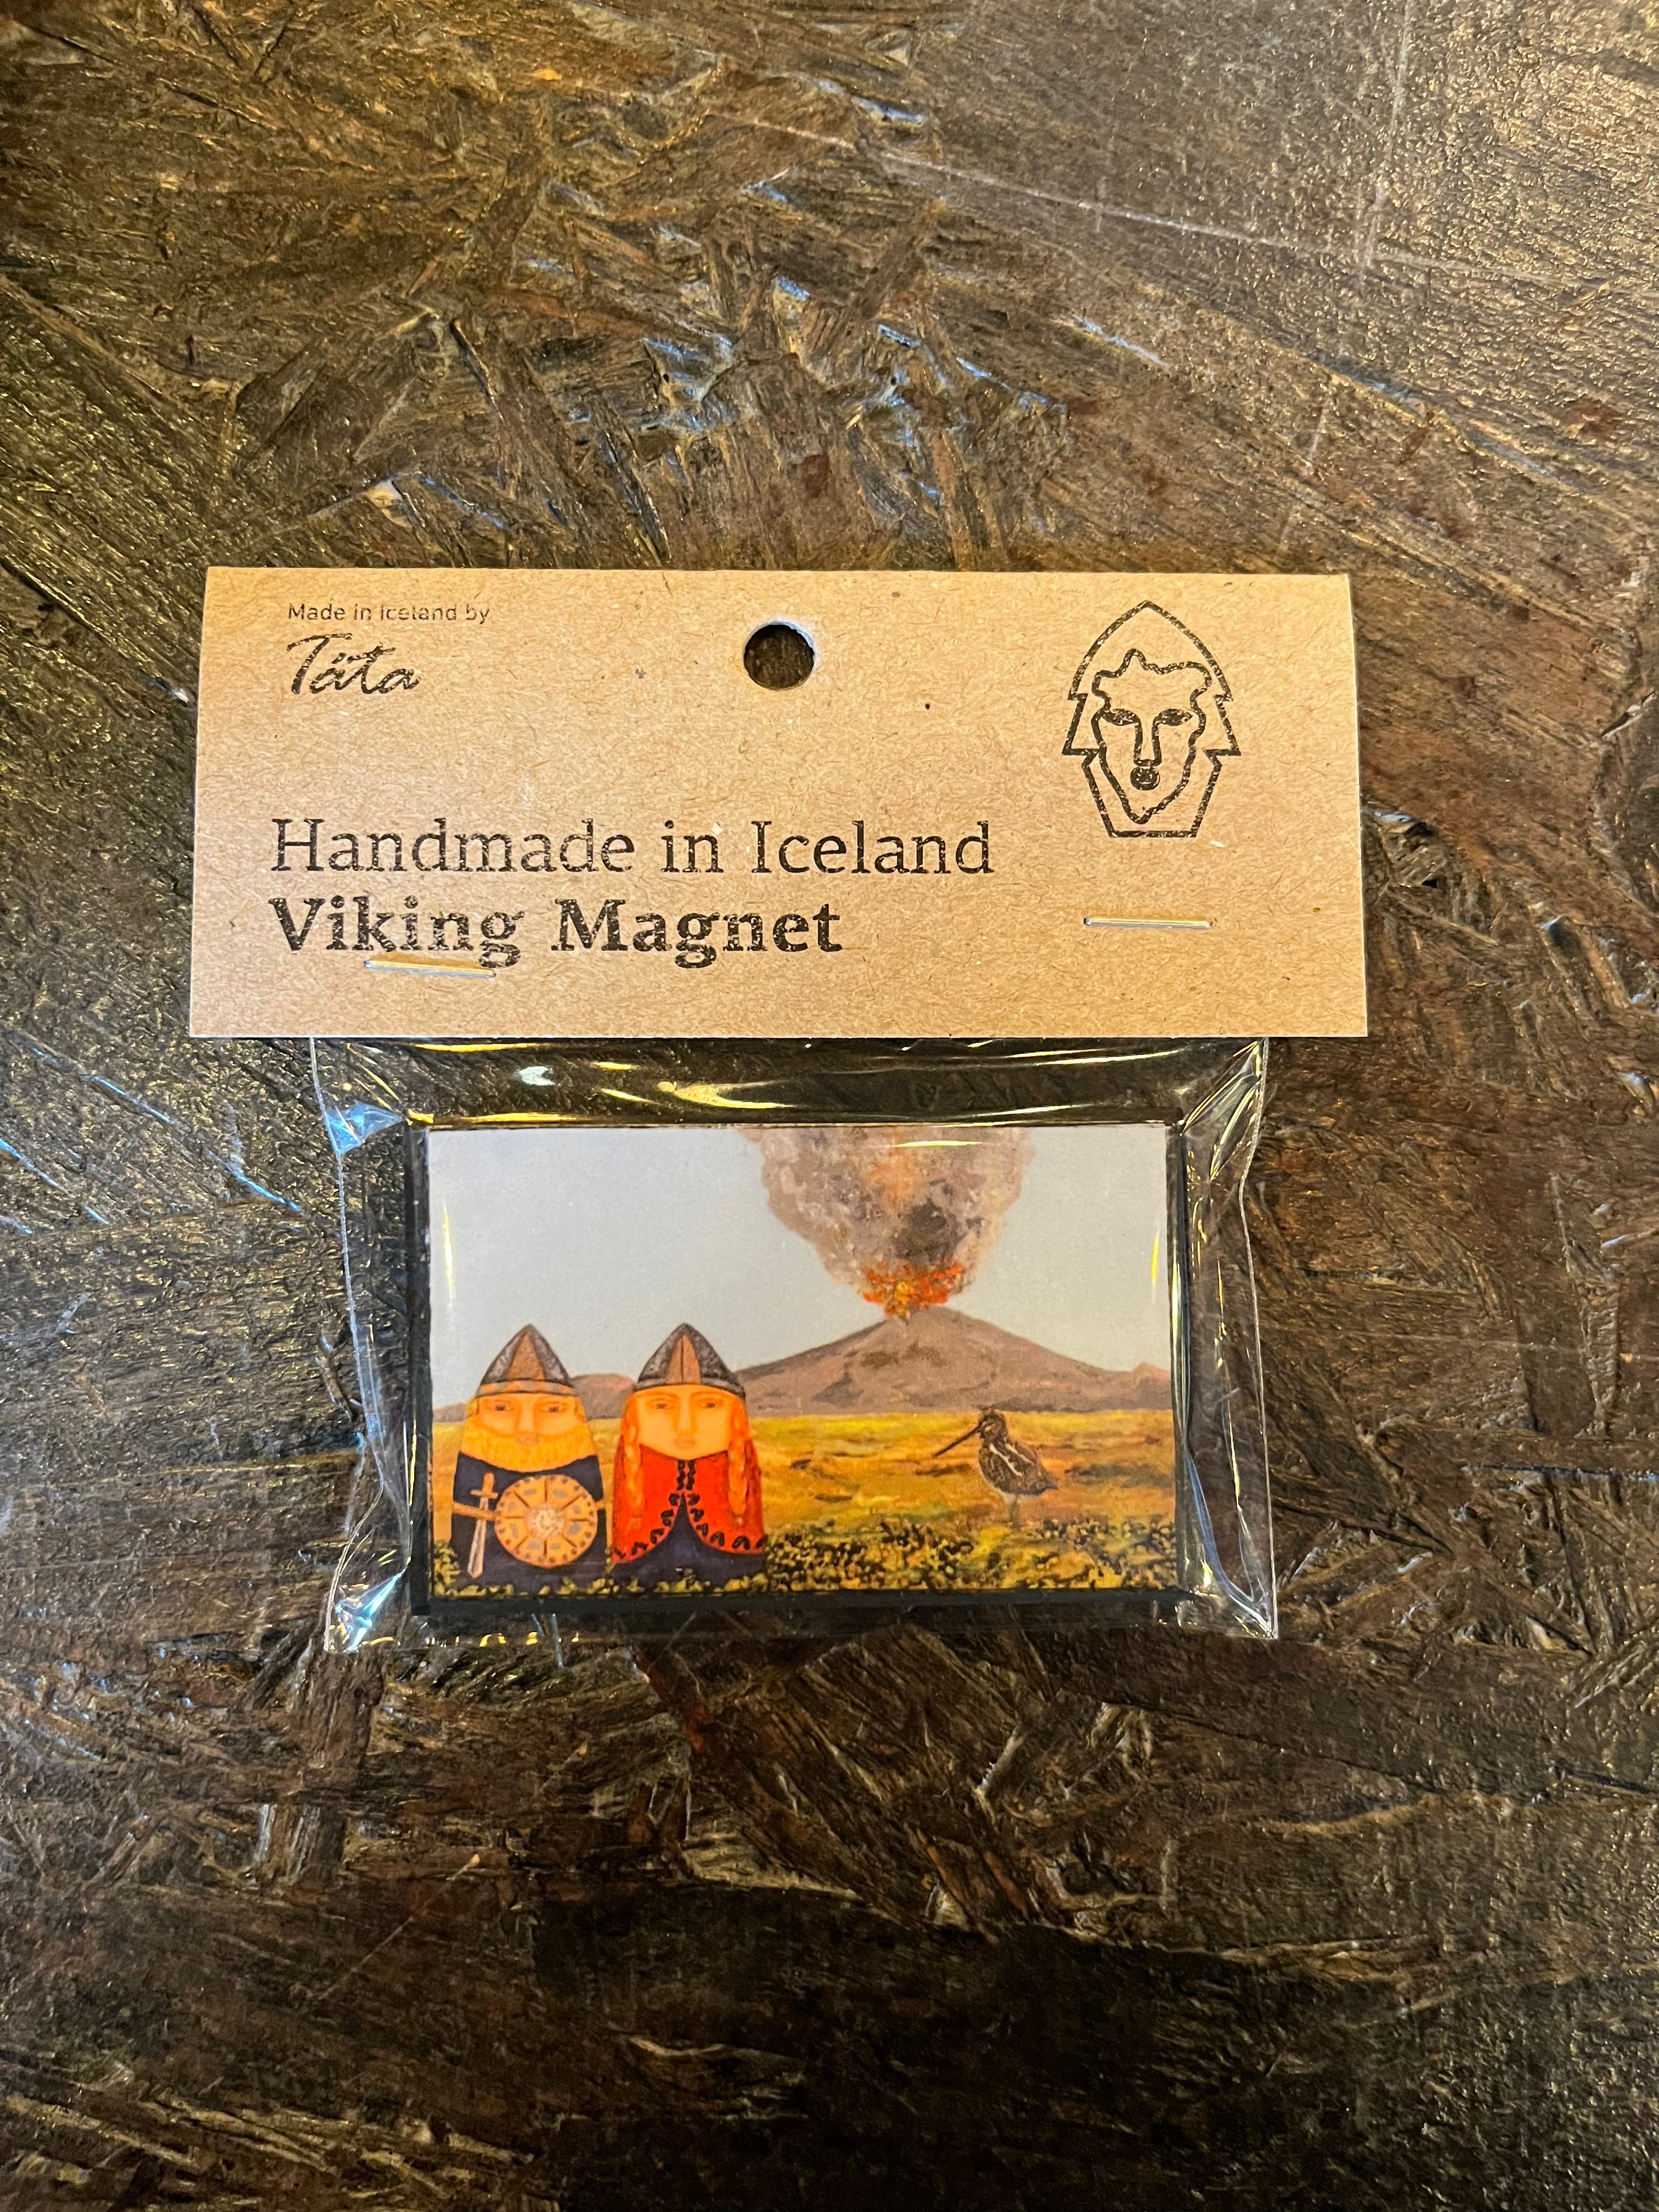 Made in Iceland by
Táta
Handmade in Iceland
Viking Magnet